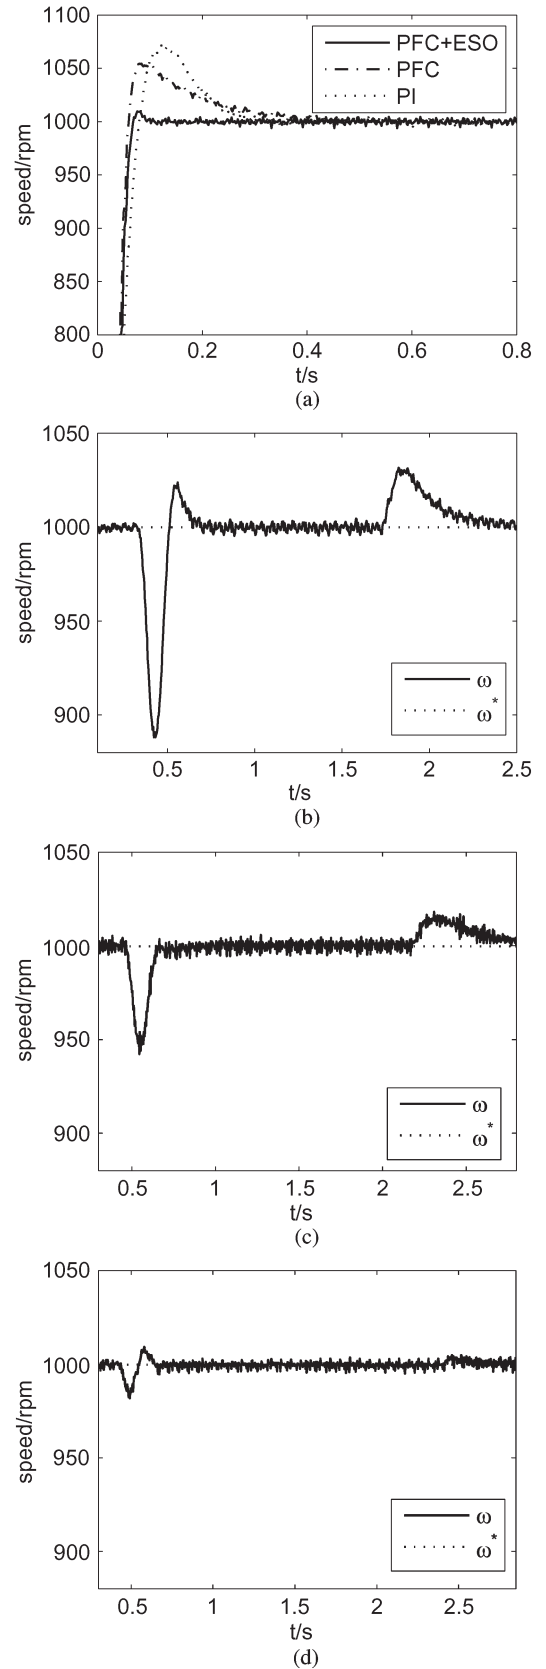 1100
1050
1000
950
900
850
800
speed/rpm
PFC+ESO
PFC
PI
0 0.2 0.4 0.6 0.8
t/s
(a)
1050
1000
950
900
speed/rpm
ω
ω*
0.5 1 1.5 2 2.5
t/s
(b)
1050
1000
950
900
speed/rpm
ω
ω*
0.5 1 1.5 2 2.5
t/s
(c)
1050
1000
950
900
speed/rpm
ω
ω*
0.5 1 1.5 2 2.5
t/s
(d)